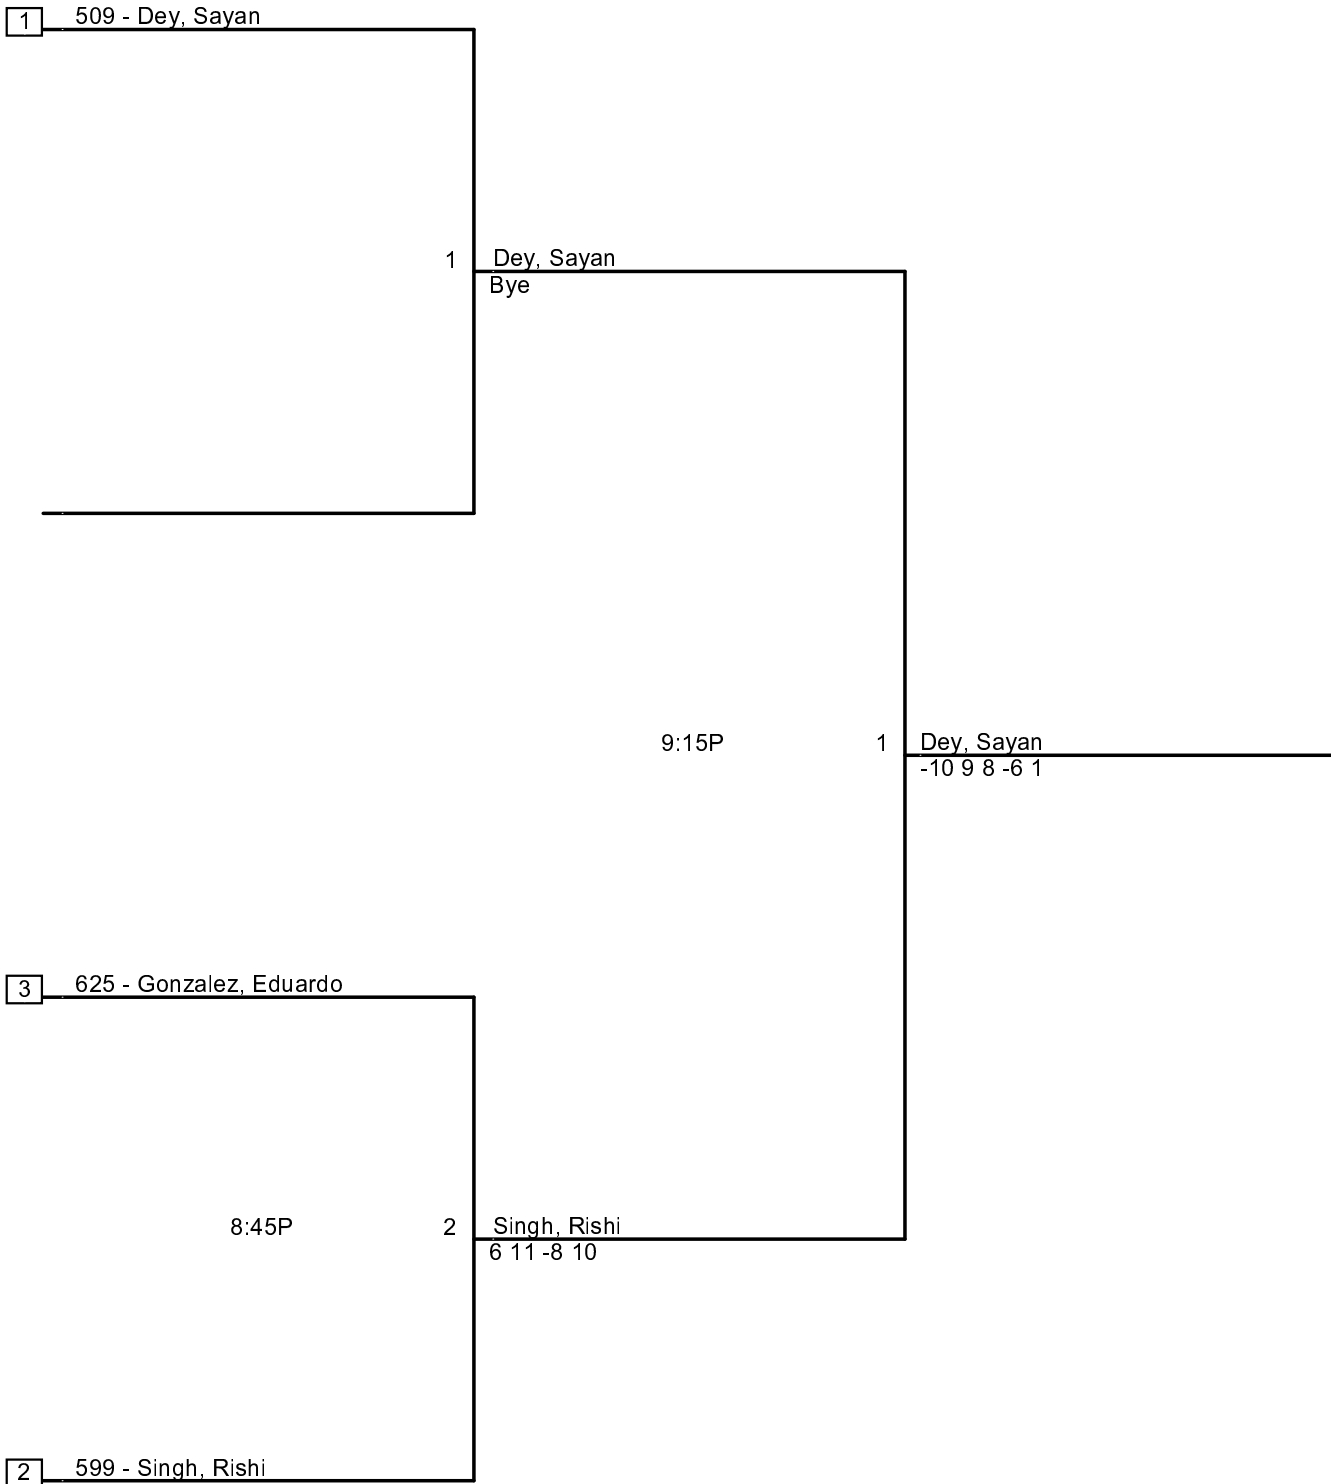 1 509 - Dey, Sayan
1 Dey, Sayan
Bye
9:15P 1 Dey, Sayan
-10 9 8 -6 1
3 625 - Gonzalez, Eduardo
8:45P 2 Singh, Rishi
6 11 -8 10
2 599 - Singh, Rishi